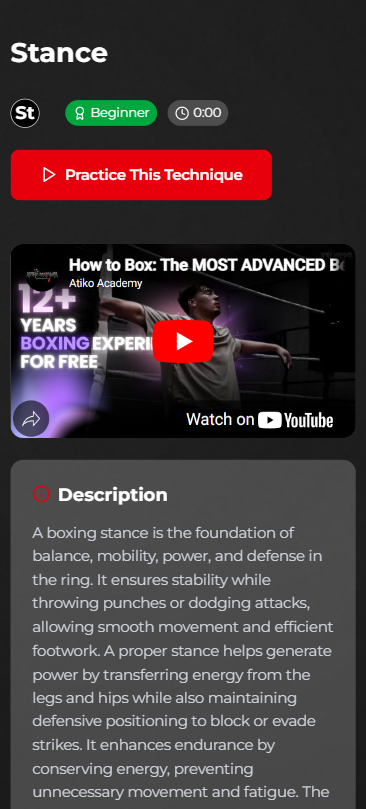 Stance
St
Beginner
0:00
Practice This Technique
How to Box: The MOST ADVANCED Be
Atiko Academy
12+
YEARS
BOXING EXPERI
FOR FREE
Watch on YouTube
Description
A boxing stance is the foundation of
balance, mobility, power, and defense in
the ring. It ensures stability while
throwing punches or dodging attacks,
allowing smooth movement and efficient
footwork. A proper stance helps generate
power by transferring energy from the
legs and hips while also maintaining
defensive positioning to block or evade
strikes. It enhances endurance by
conserving energy, preventing
unnecessary movement and fatigue. The